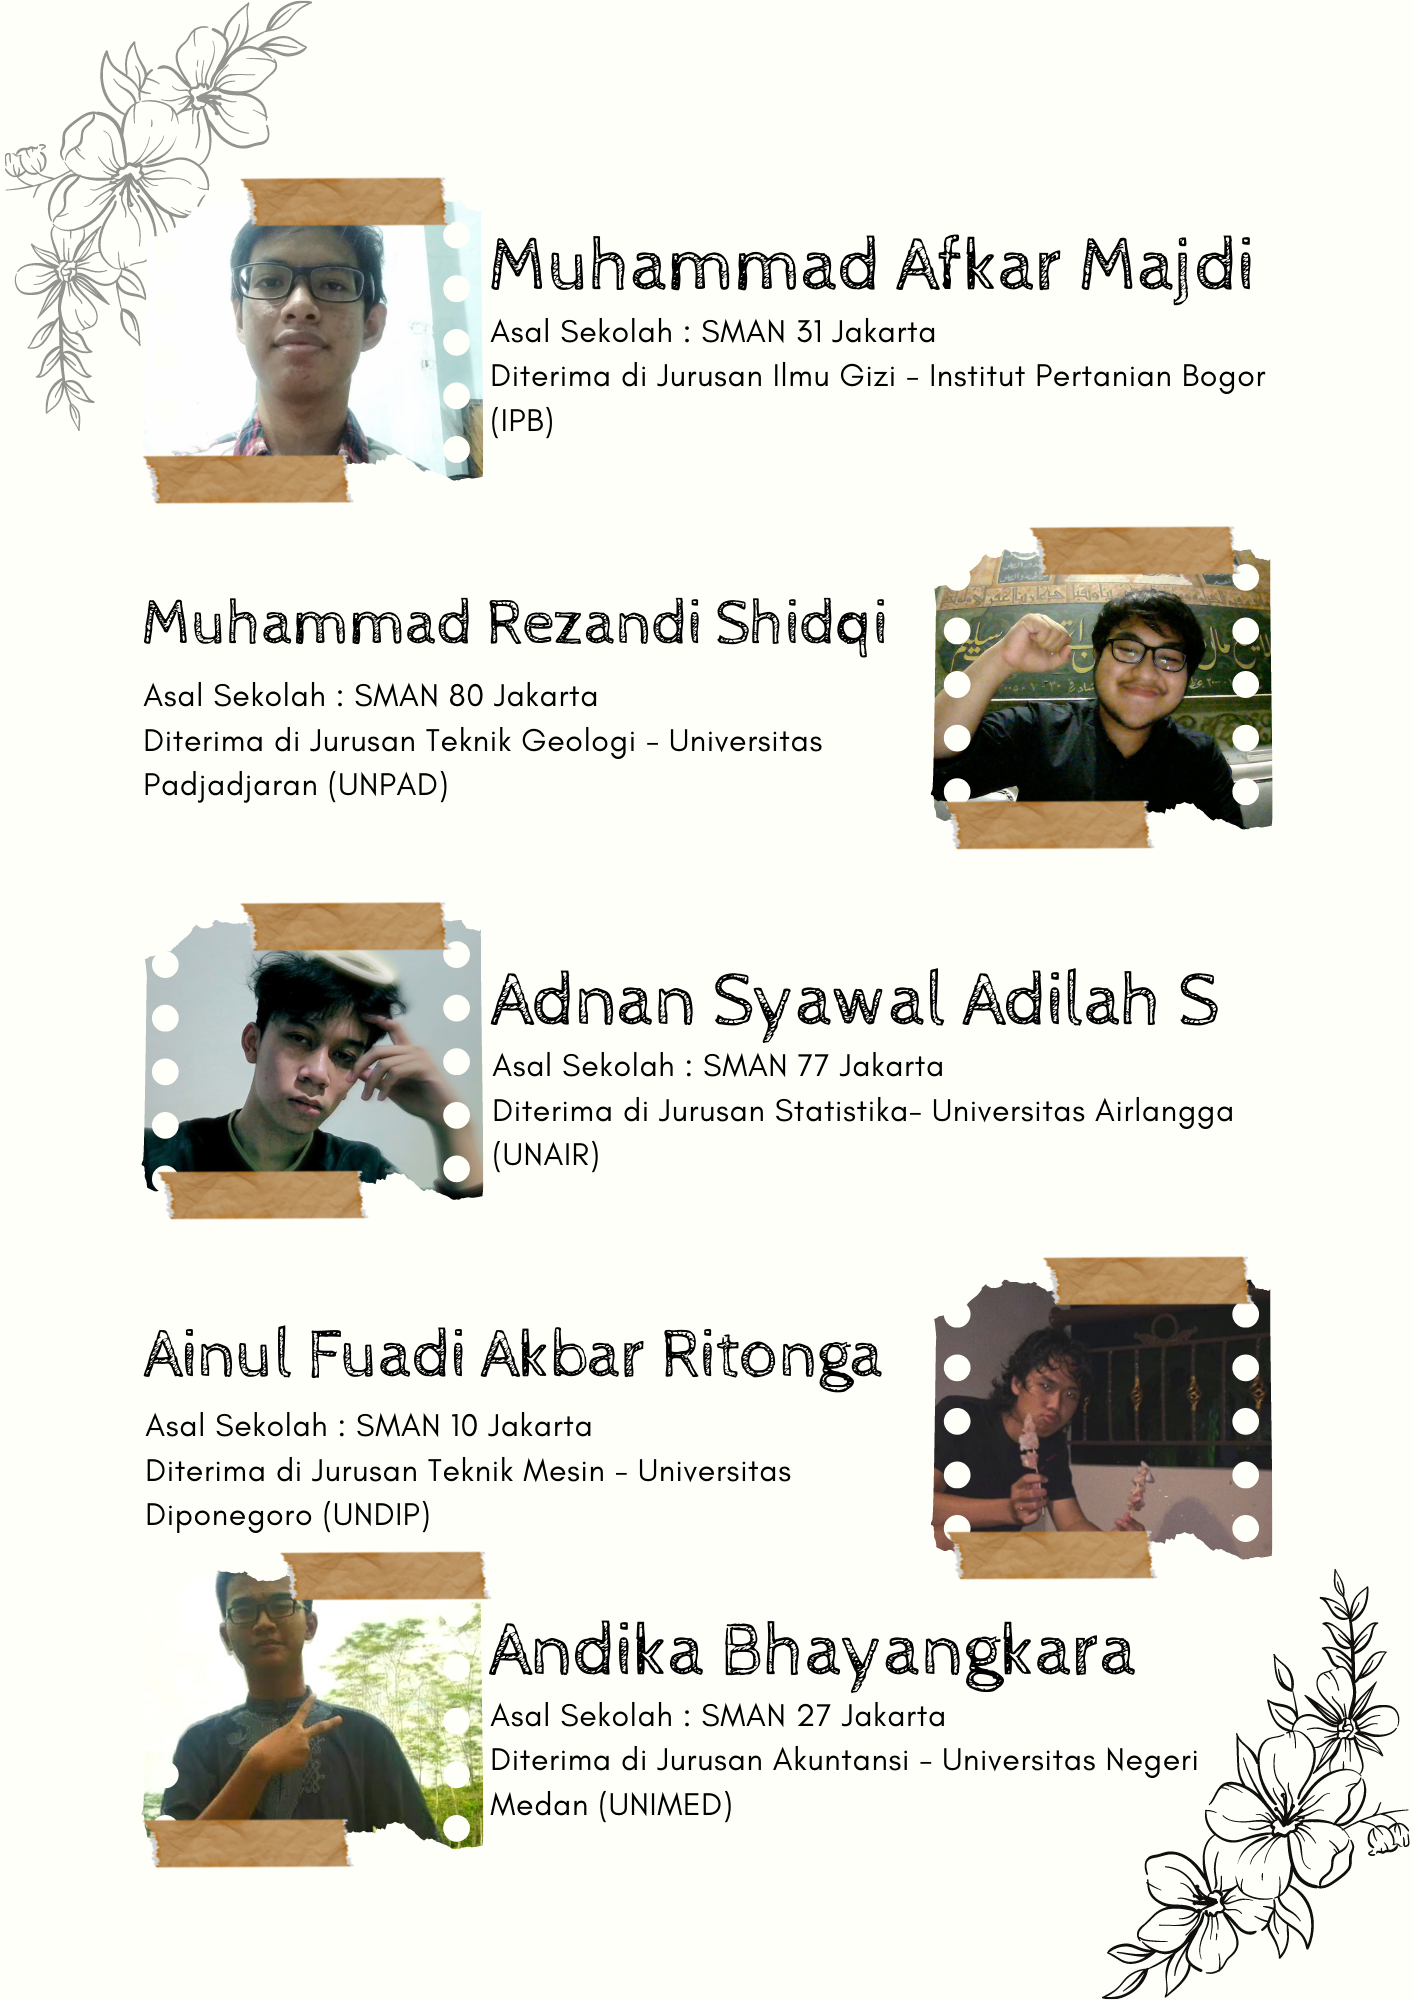 Muhammad Afkar Majdi
Asal Sekolah : SMAN 31 Jakarta
Diterima di Jurusan Ilmu Gizi - Institut Pertanian Bogor
(IPB)
Muhammad Rezandi Shidqi
Asal Sekolah : SMAN 80 Jakarta
Diterima di Jurusan Teknik Geologi - Universitas
Padjadjaran (UNPAD)
Adnan Syawal Adilah S
Asal Sekolah : SMAN 77 Jakarta
Diterima di Jurusan Statistika- Universitas Airlangga
(UNAIR)
Ainul Fuadi Akbar Ritonga
Asal Sekolah : SMAN 10 Jakarta
Diterima di Jurusan Teknik Mesin - Universitas
Diponegoro (UNDIP)
Andika Bhayangkara
Asal Sekolah : SMAN 27 Jakarta
Diterima di Jurusan Akuntansi - Universitas Negeri
Medan (UNIMED)